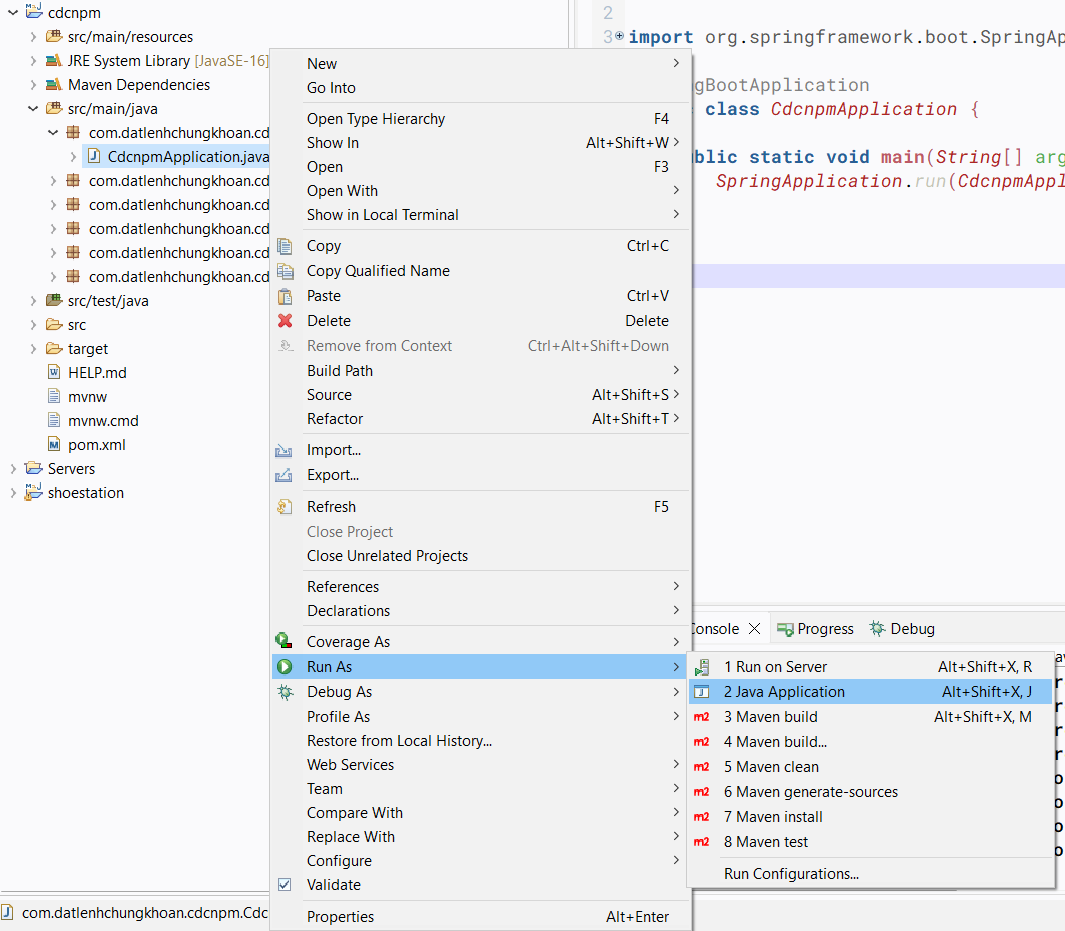 cdcnpm
src/main/resources
JRE System Library [JavaSE-16]
Maven Dependencies
src/main/java
com.datlenhchungkhoan.cd
CdcnpmApplication.java
com.datlenhchungkhoan.cd
com.datlenhchungkhoan.cd
com.datlenhchungkhoan.cd
com.datlenhchungkhoan.cd
com.datlenhchungkhoan.cd
src/test/java
src
target
HELP.md
mvnw
mvnw.cmd
pom.xml
Servers
shoestation
com.datlenhchungkhoan.cdcnpm.Cdc
New
Go Into
Open Type Hierarchy F4
Show In Alt+Shift+W
Open F3
Open With
Show in Local Terminal
Copy Ctrl+C
Copy Qualified Name
Paste Ctrl+V
Delete Delete
Remove from Context Ctrl+Alt+Shift+Down
Build Path
Source Alt+Shift+S
Refactor Alt+Shift+T
Import...
Export...
Refresh F5
Close Project
Close Unrelated Projects
References
Declarations
Coverage As
Run As
Debug As
Profile As
Restore from Local History...
Web Services
Team
Compare With
Replace With
Configure
Validate
Properties Alt+Enter
2
3 import org.springframework.boot.SpringAp
gBootApplication
class CdcnpmApplication {
blic static void main(String[] arg
SpringApplication.run(CdcnpmAppl
onsole
Progress
Debug
1 Run on Server Alt+Shift+X, R
2 Java Application Alt+Shift+X, J
m2 3 Maven build Alt+Shift+X, M
m2 4 Maven build...
m2 5 Maven clean
m2 6 Maven generate-sources
m2 7 Maven install
m2 8 Maven test
Run Configurations...